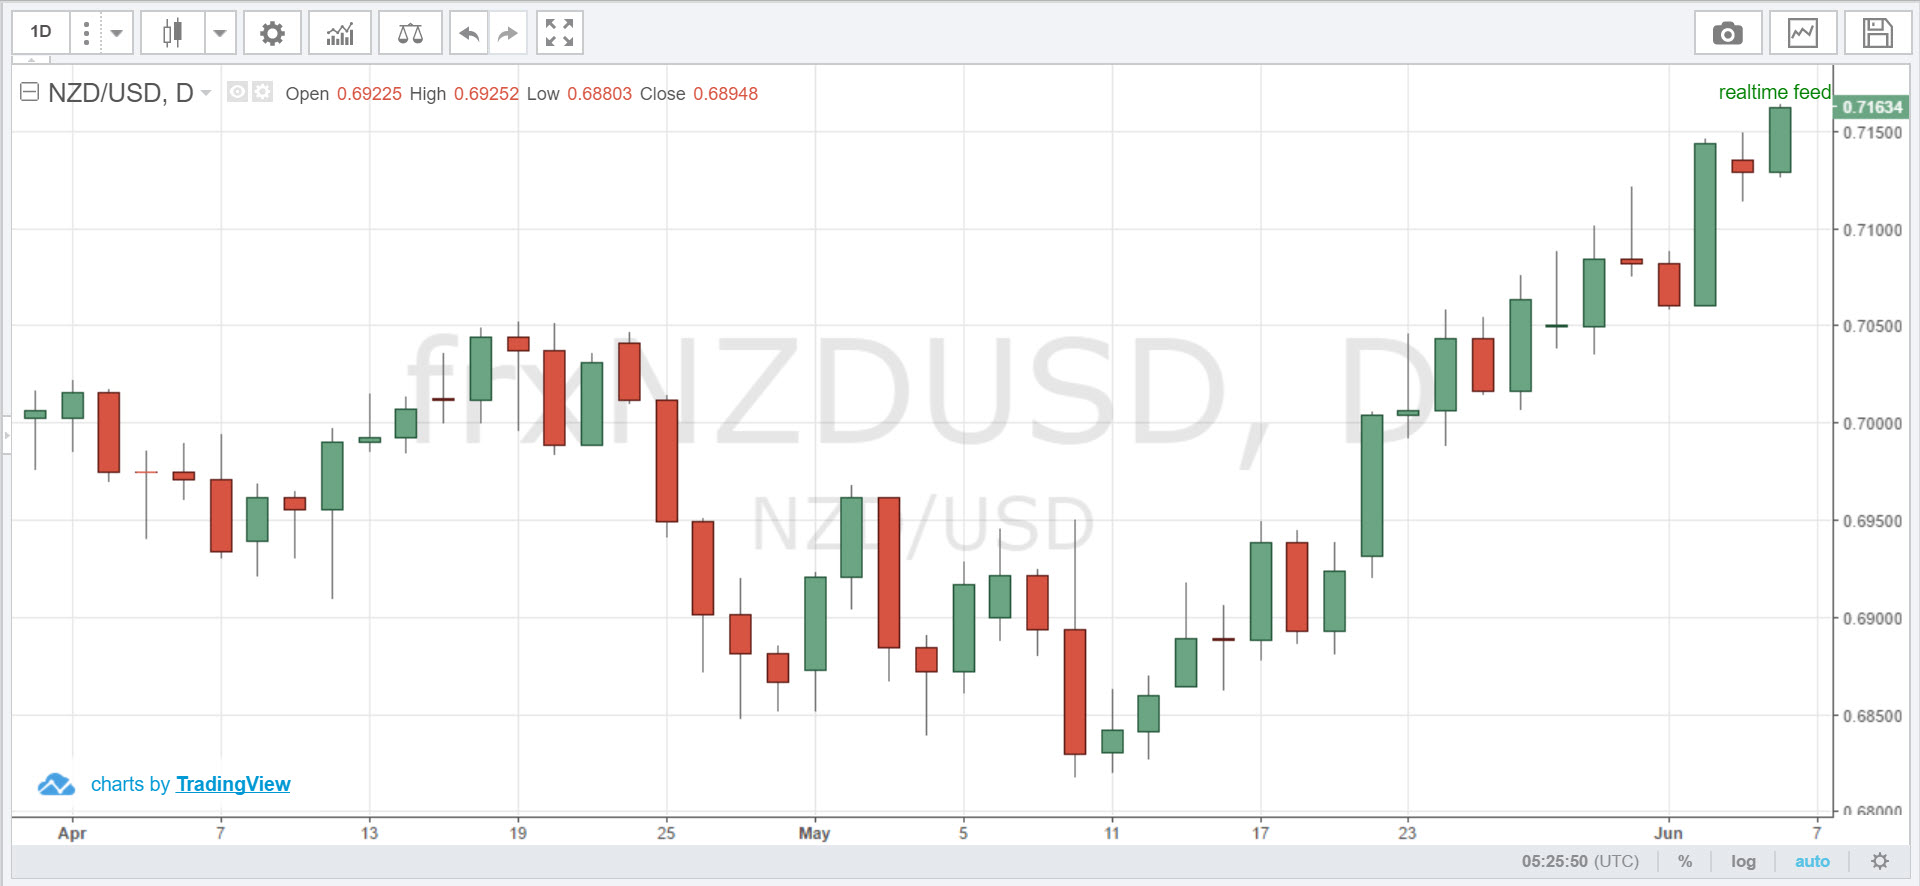 1D
NZD/USD, D Open 0.69225 High 0.69252 Low 0.68803 Close 0.68948
realtime feed
0.71634
0.71500
0.71000
0.70500
0.70000
0.69500
0.69000
0.68500
0.68000
frxNZDUSD, D
NZD/USD
charts by TradingView
Apr 7 13 19 25 May 5 11 17 23 Jun 7
05:25:50 (UTC) % log auto